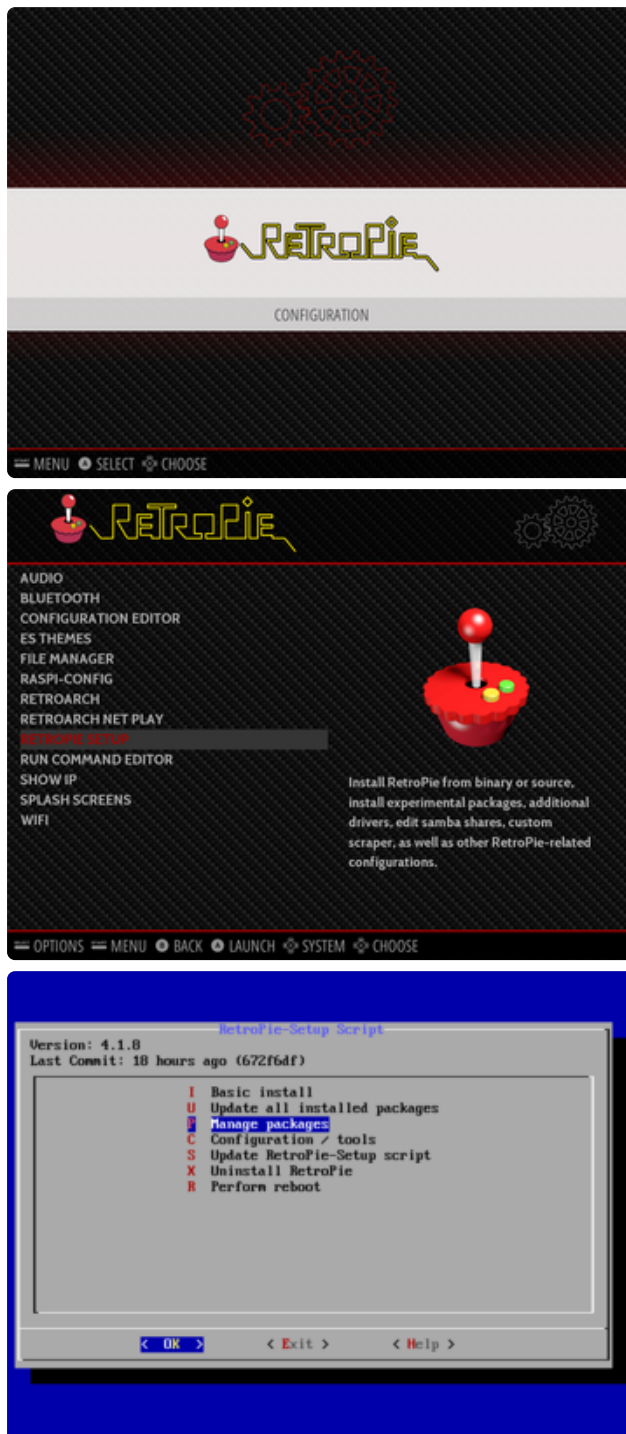 RETROPIE
CONFIGURATION
MENU SELECT CHOOSE
RETROPIE
AUDIO
BLUETOOTH
CONFIGURATION EDITOR
ES THEMES
FILE MANAGER
RASPI-CONFIG
RETROARCH
RETROARCH NET PLAY
RETROPIE SETUP
RUN COMMAND EDITOR
SHOW IP
SPLASH SCREENS
WIFI
Install RetroPie from binary or source,
install experimental packages, additional
drivers, edit samba shares, custom
scraper, as well as other RetroPie-related
configurations.
OPTIONS MENU BACK LAUNCH SYSTEM CHOOSE
RetroPie-Setup Script
Version: 4.1.8
Last Commit: 18 hours ago (672f6df)
I Basic install
U Update all installed packages
P Manage packages
C Configuration / tools
S Update RetroPie-Setup script
X Uninstall RetroPie
R Perform reboot
< OK > < Exit > < Help >